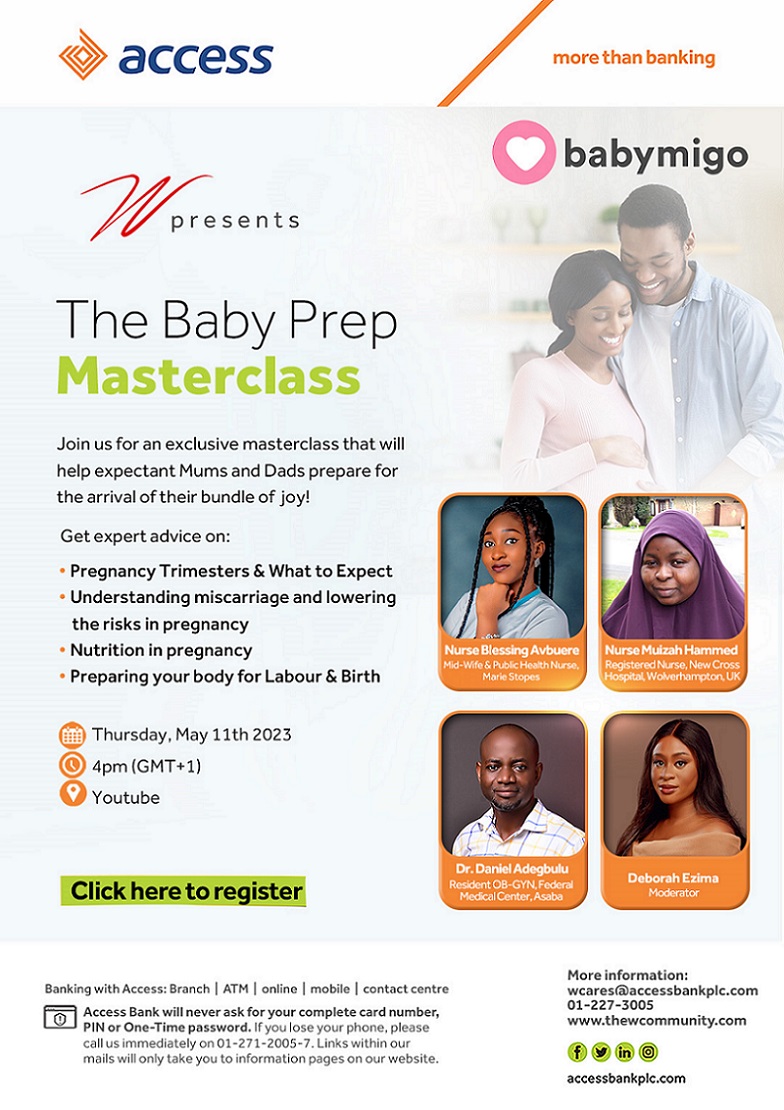 access
more than banking
babymigo
W presents
The Baby Prep
Masterclass
Join us for an exclusive masterclass that will
help expectant Mums and Dads prepare for
the arrival of their bundle of joy!
Get expert advice on:
• Pregnancy Trimesters & What to Expect
• Understanding miscarriage and lowering
the risks in pregnancy
• Nutrition in pregnancy
• Preparing your body for Labour & Birth
Thursday, May 11th 2023
4pm (GMT+1)
Youtube
Click here to register
Nurse Blessing Avbuere
Mid-Wife & Public Health Nurse,
Marie Stopes
Nurse Muizah Hammed
Registered Nurse, New Cross
Hospital, Wolverhampton, UK
Dr. Daniel Adegbulu
Resident OB-GYN, Federal
Medical Center, Asaba
Deborah Ezima
Moderator
Banking with Access: Branch | ATM | online | mobile | contact centre
Access Bank will never ask for your complete card number,
PIN or One-Time password. If you lose your phone, please
call us immediately on 01-271-2005-7. Links within our
mails will only take you to information pages on our website.
More information:
wcares@accessbankplc.com
01-227-3005
www.thewcommunity.com
accessbankplc.com